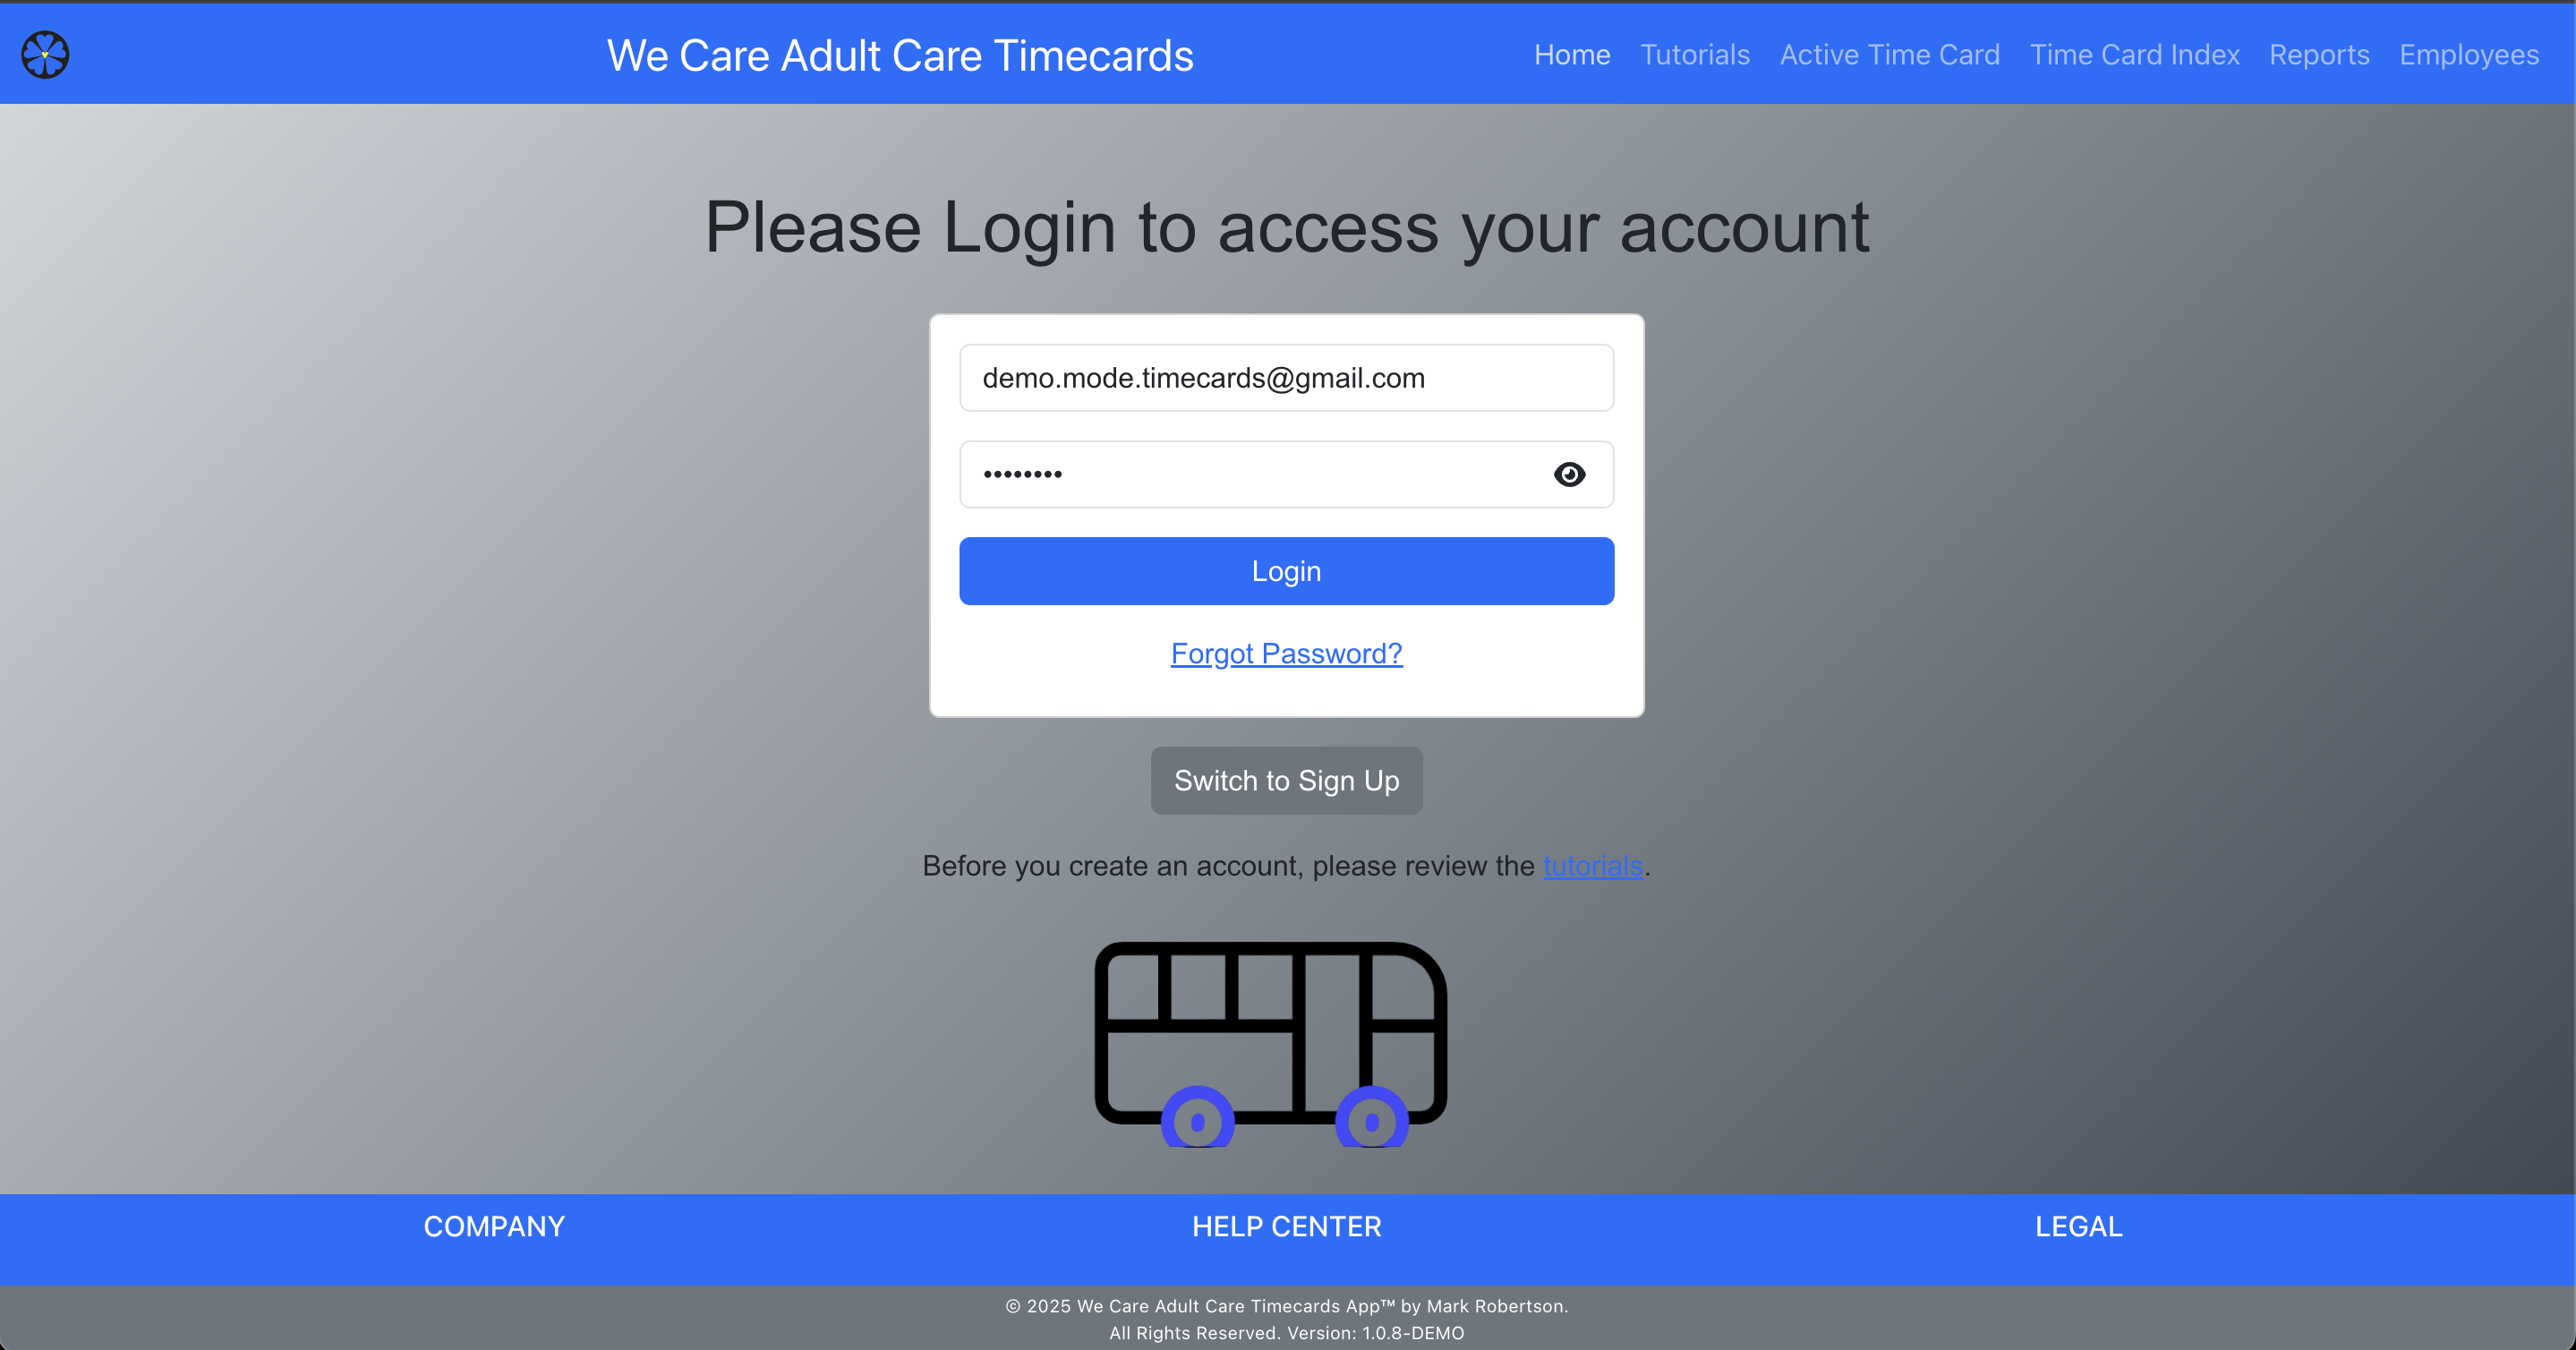 We Care Adult Care Timecards
Home Tutorials Active Time Card Time Card Index Reports Employees
Please Login to access your account
demo.mode.timecards@gmail.com
••••••••
Login
Forgot Password?
Switch to Sign Up
Before you create an account, please review the tutorials.
COMPANY HELP CENTER LEGAL
© 2025 We Care Adult Care Timecards App™ by Mark Robertson.
All Rights Reserved. Version: 1.0.8-DEMO